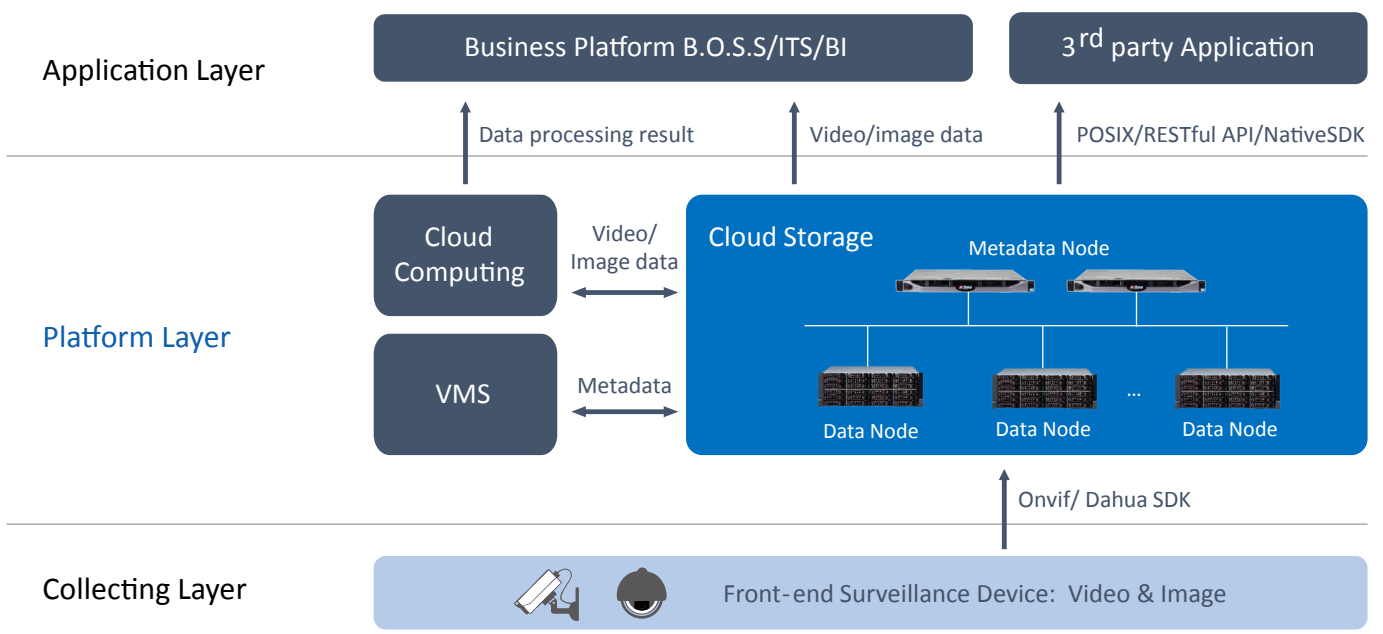 Business Platform B.O.S.S/ITS/BI
3rd party Application
Application Layer
Data processing result
Video/image data
POSIX/RESTful API/NativeSDK
Cloud
Computing
Video/
Image data
Cloud Storage
Metadata Node
Platform Layer
VMS
Metadata
...
Data Node
Data Node
Data Node
Onvif/ Dahua SDK
Collecting Layer
Front-end Surveillance Device: Video & Image